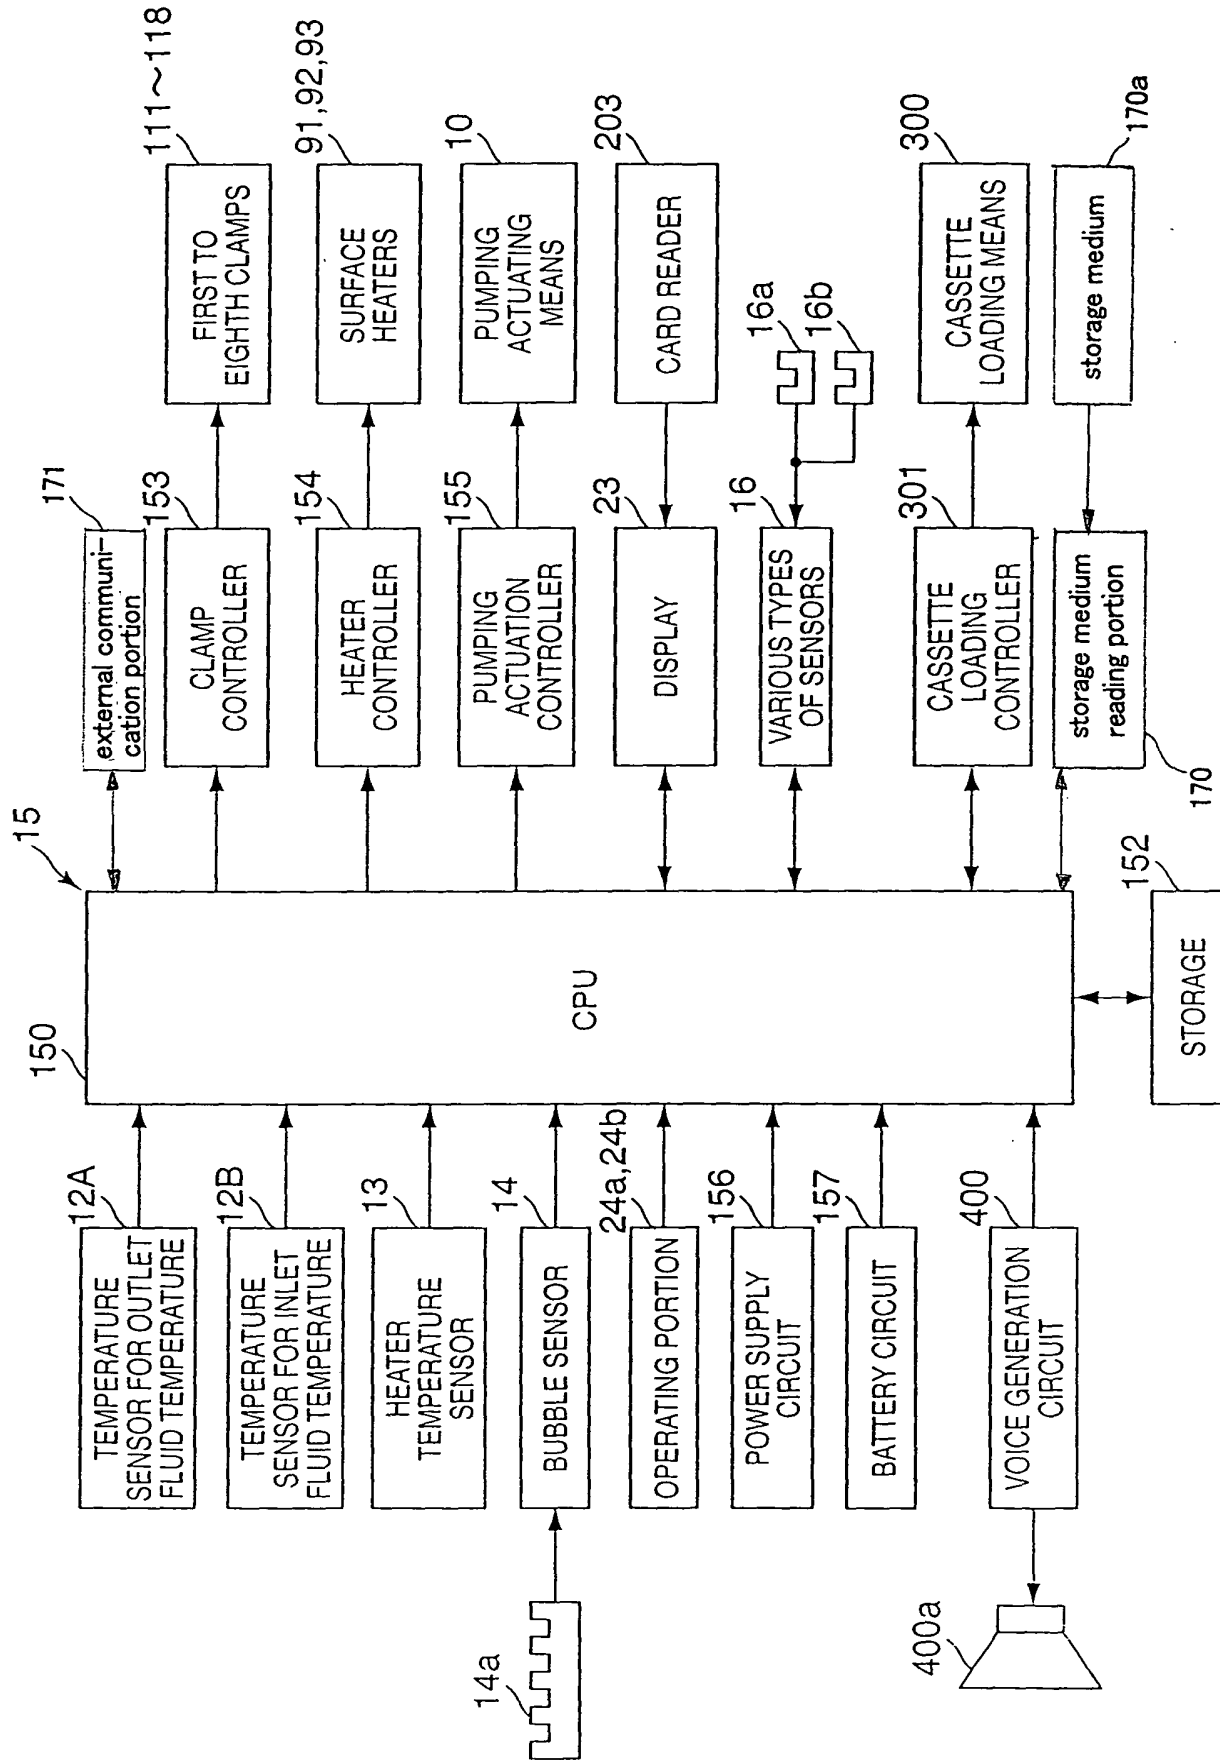 15
150
CPU
152
STORAGE
12A
TEMPERATURE
SENSOR FOR OUTLET
FLUID TEMPERATURE
12B
TEMPERATURE
SENSOR FOR INLET
FLUID TEMPERATURE
13
HEATER
TEMPERATURE
SENSOR
14
BUBBLE SENSOR
14a
24a,24b
OPERATING PORTION
156
POWER SUPPLY
CIRCUIT
157
BATTERY CIRCUIT
400
VOICE GENERATION
CIRCUIT
400a
171
external communi-
cation portion
153
CLAMP
CONTROLLER
111~118
FIRST TO
EIGHTH CLAMPS
154
HEATER
CONTROLLER
91,92,93
SURFACE
HEATERS
155
PUMPING
ACTUATION
CONTROLLER
10
PUMPING
ACTUATING
MEANS
23
DISPLAY
203
CARD READER
16
VARIOUS TYPES
OF SENSORS
16a
16b
301
CASSETTE
LOADING
CONTROLLER
300
CASSETTE
LOADING MEANS
170
storage medium
reading portion
170a
storage medium